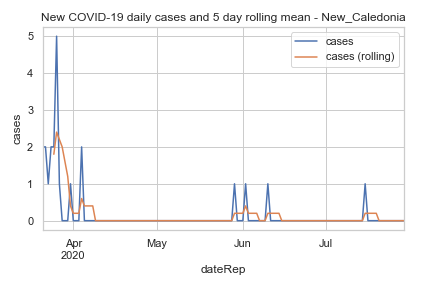 New COVID-19 daily cases and 5 day rolling mean - New_Caledonia
cases
cases (rolling)
5
4
3
2
1
0
cases
Apr
2020
May
Jun
Jul
dateRep